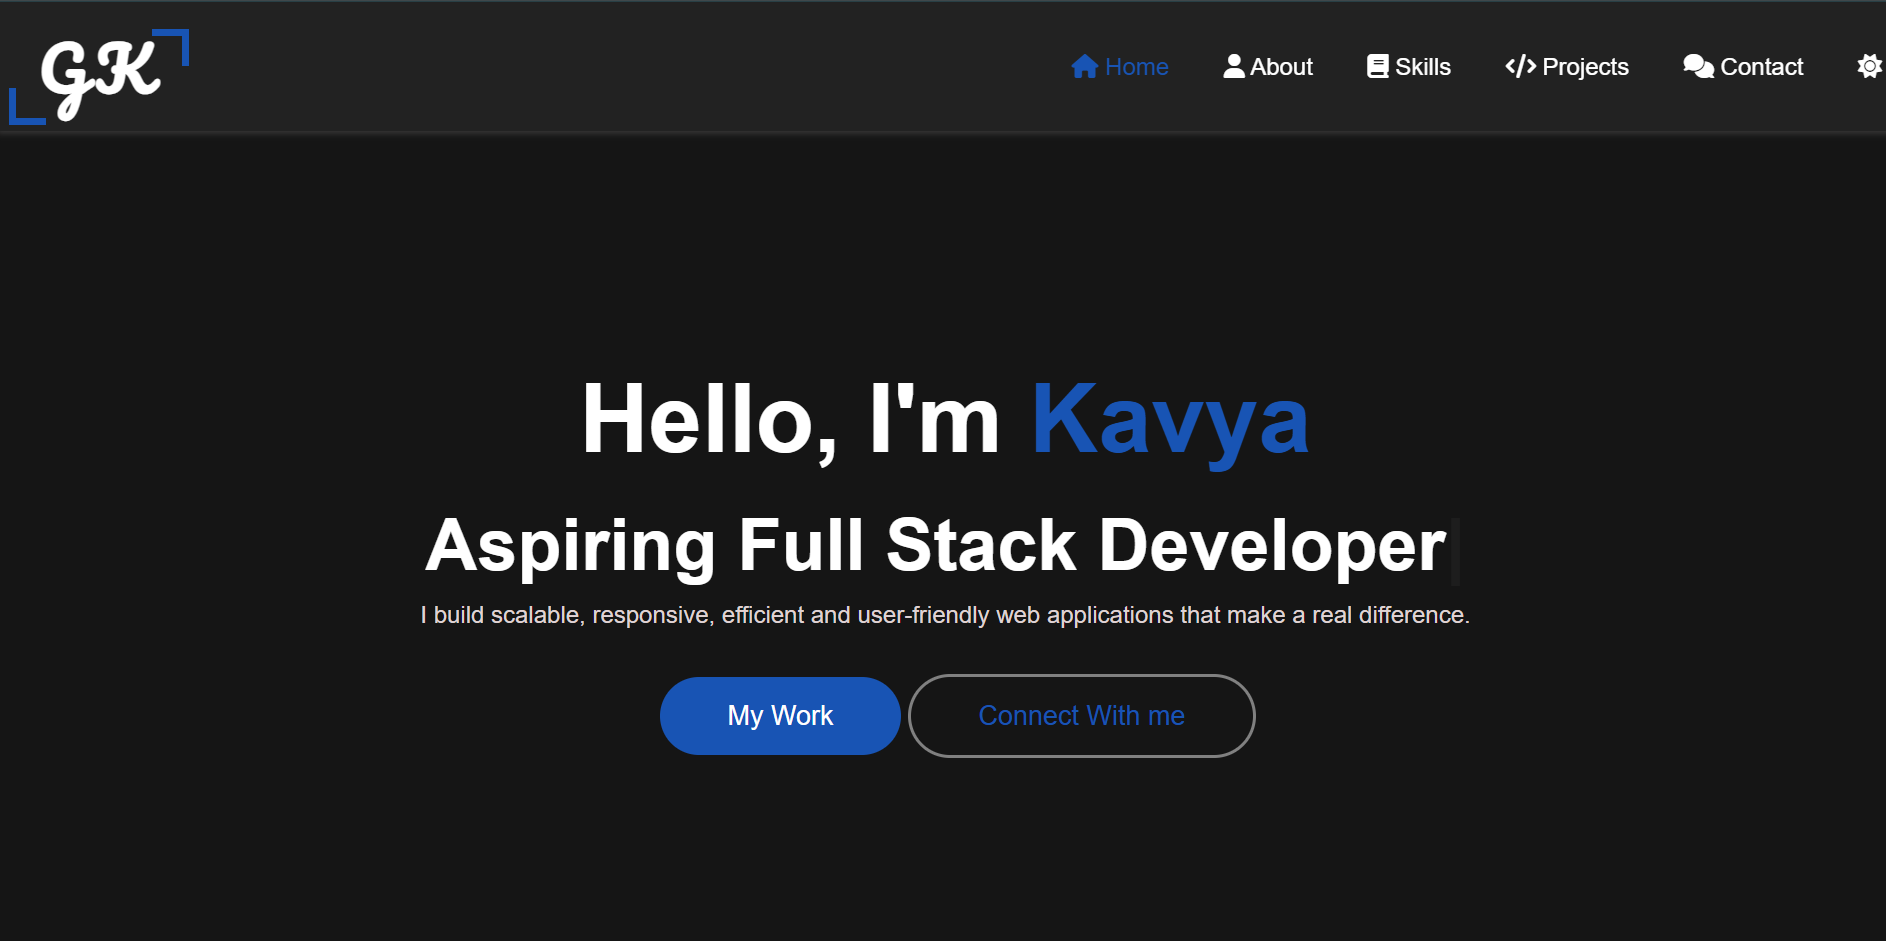 GK
Home About Skills Projects Contact
Hello, I'm Kavya
Aspiring Full Stack Developer
I build scalable, responsive, efficient and user-friendly web applications that make a real difference.
My Work Connect With me